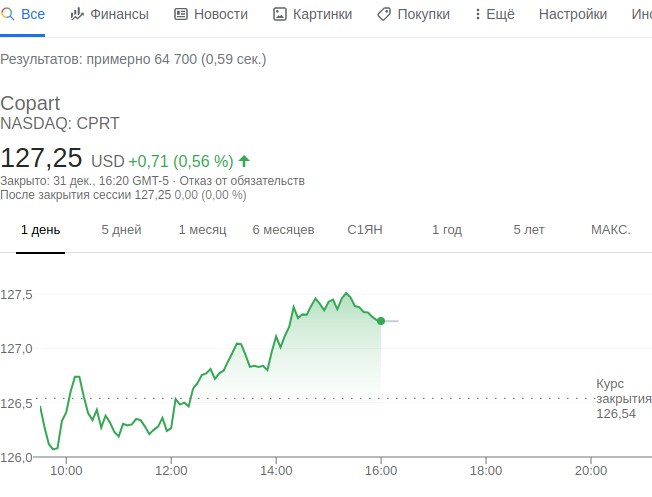 Все Финансы Новости Картинки Покупки Ещё Настройки Инс
Результатов: примерно 64 700 (0,59 сек.)
Copart
NASDAQ: CPRT
127,25 USD +0,71 (0,56 %)
Закрыто: 31 дек., 16:20 GMT-5 · Отказ от обязательств
После закрытия сессии 127,25 0,00 (0,00 %)
1 день 5 дней 1 месяц 6 месяцев С1ЯН 1 год 5 лет МАКС.
127,5
127,0
126,5
126,0
Курс
закрытия
126,54
10:00 12:00 14:00 16:00 18:00 20:00